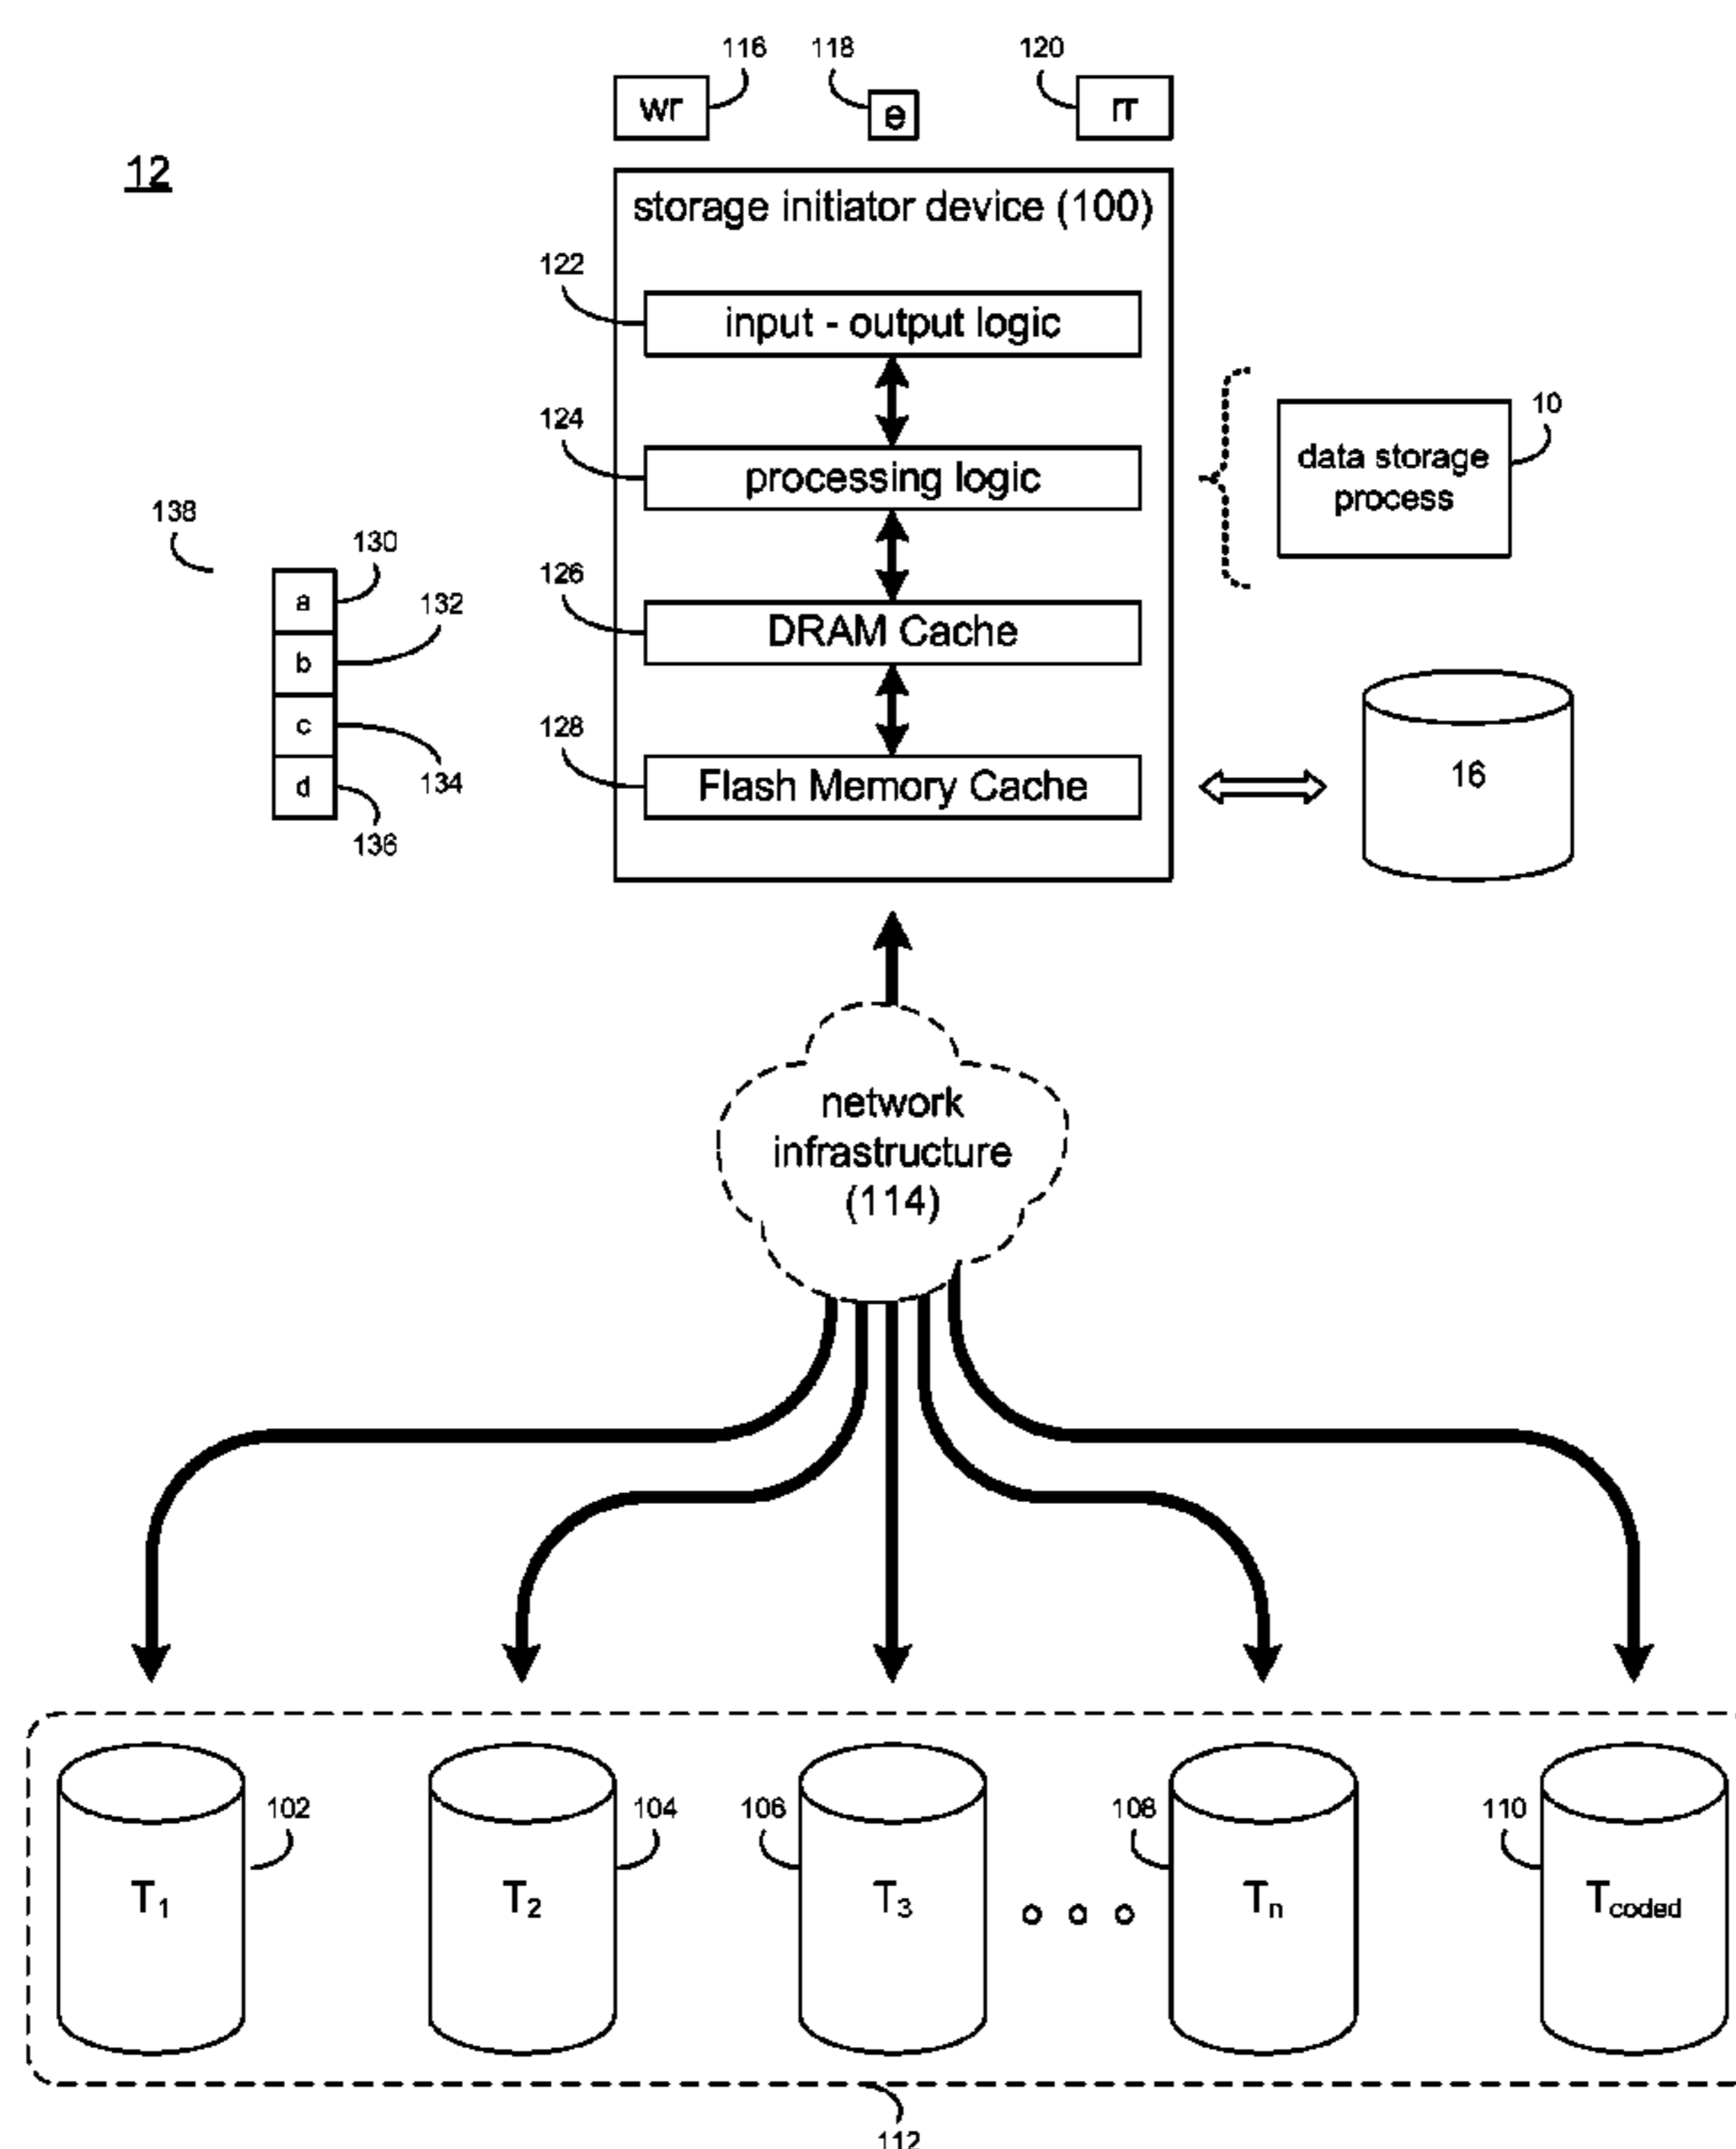 116 118 120
wr e rr
12
storage initiator device (100)
122
input - output logic
124
processing logic
10
data storage
process
138
130
a
132
b
c
134
d
136
126
DRAM Cache
128
Flash Memory Cache
16
network
infrastructure
(114)
102 104 106 108 110
T1 T2 T3 Tn Tcoded
112